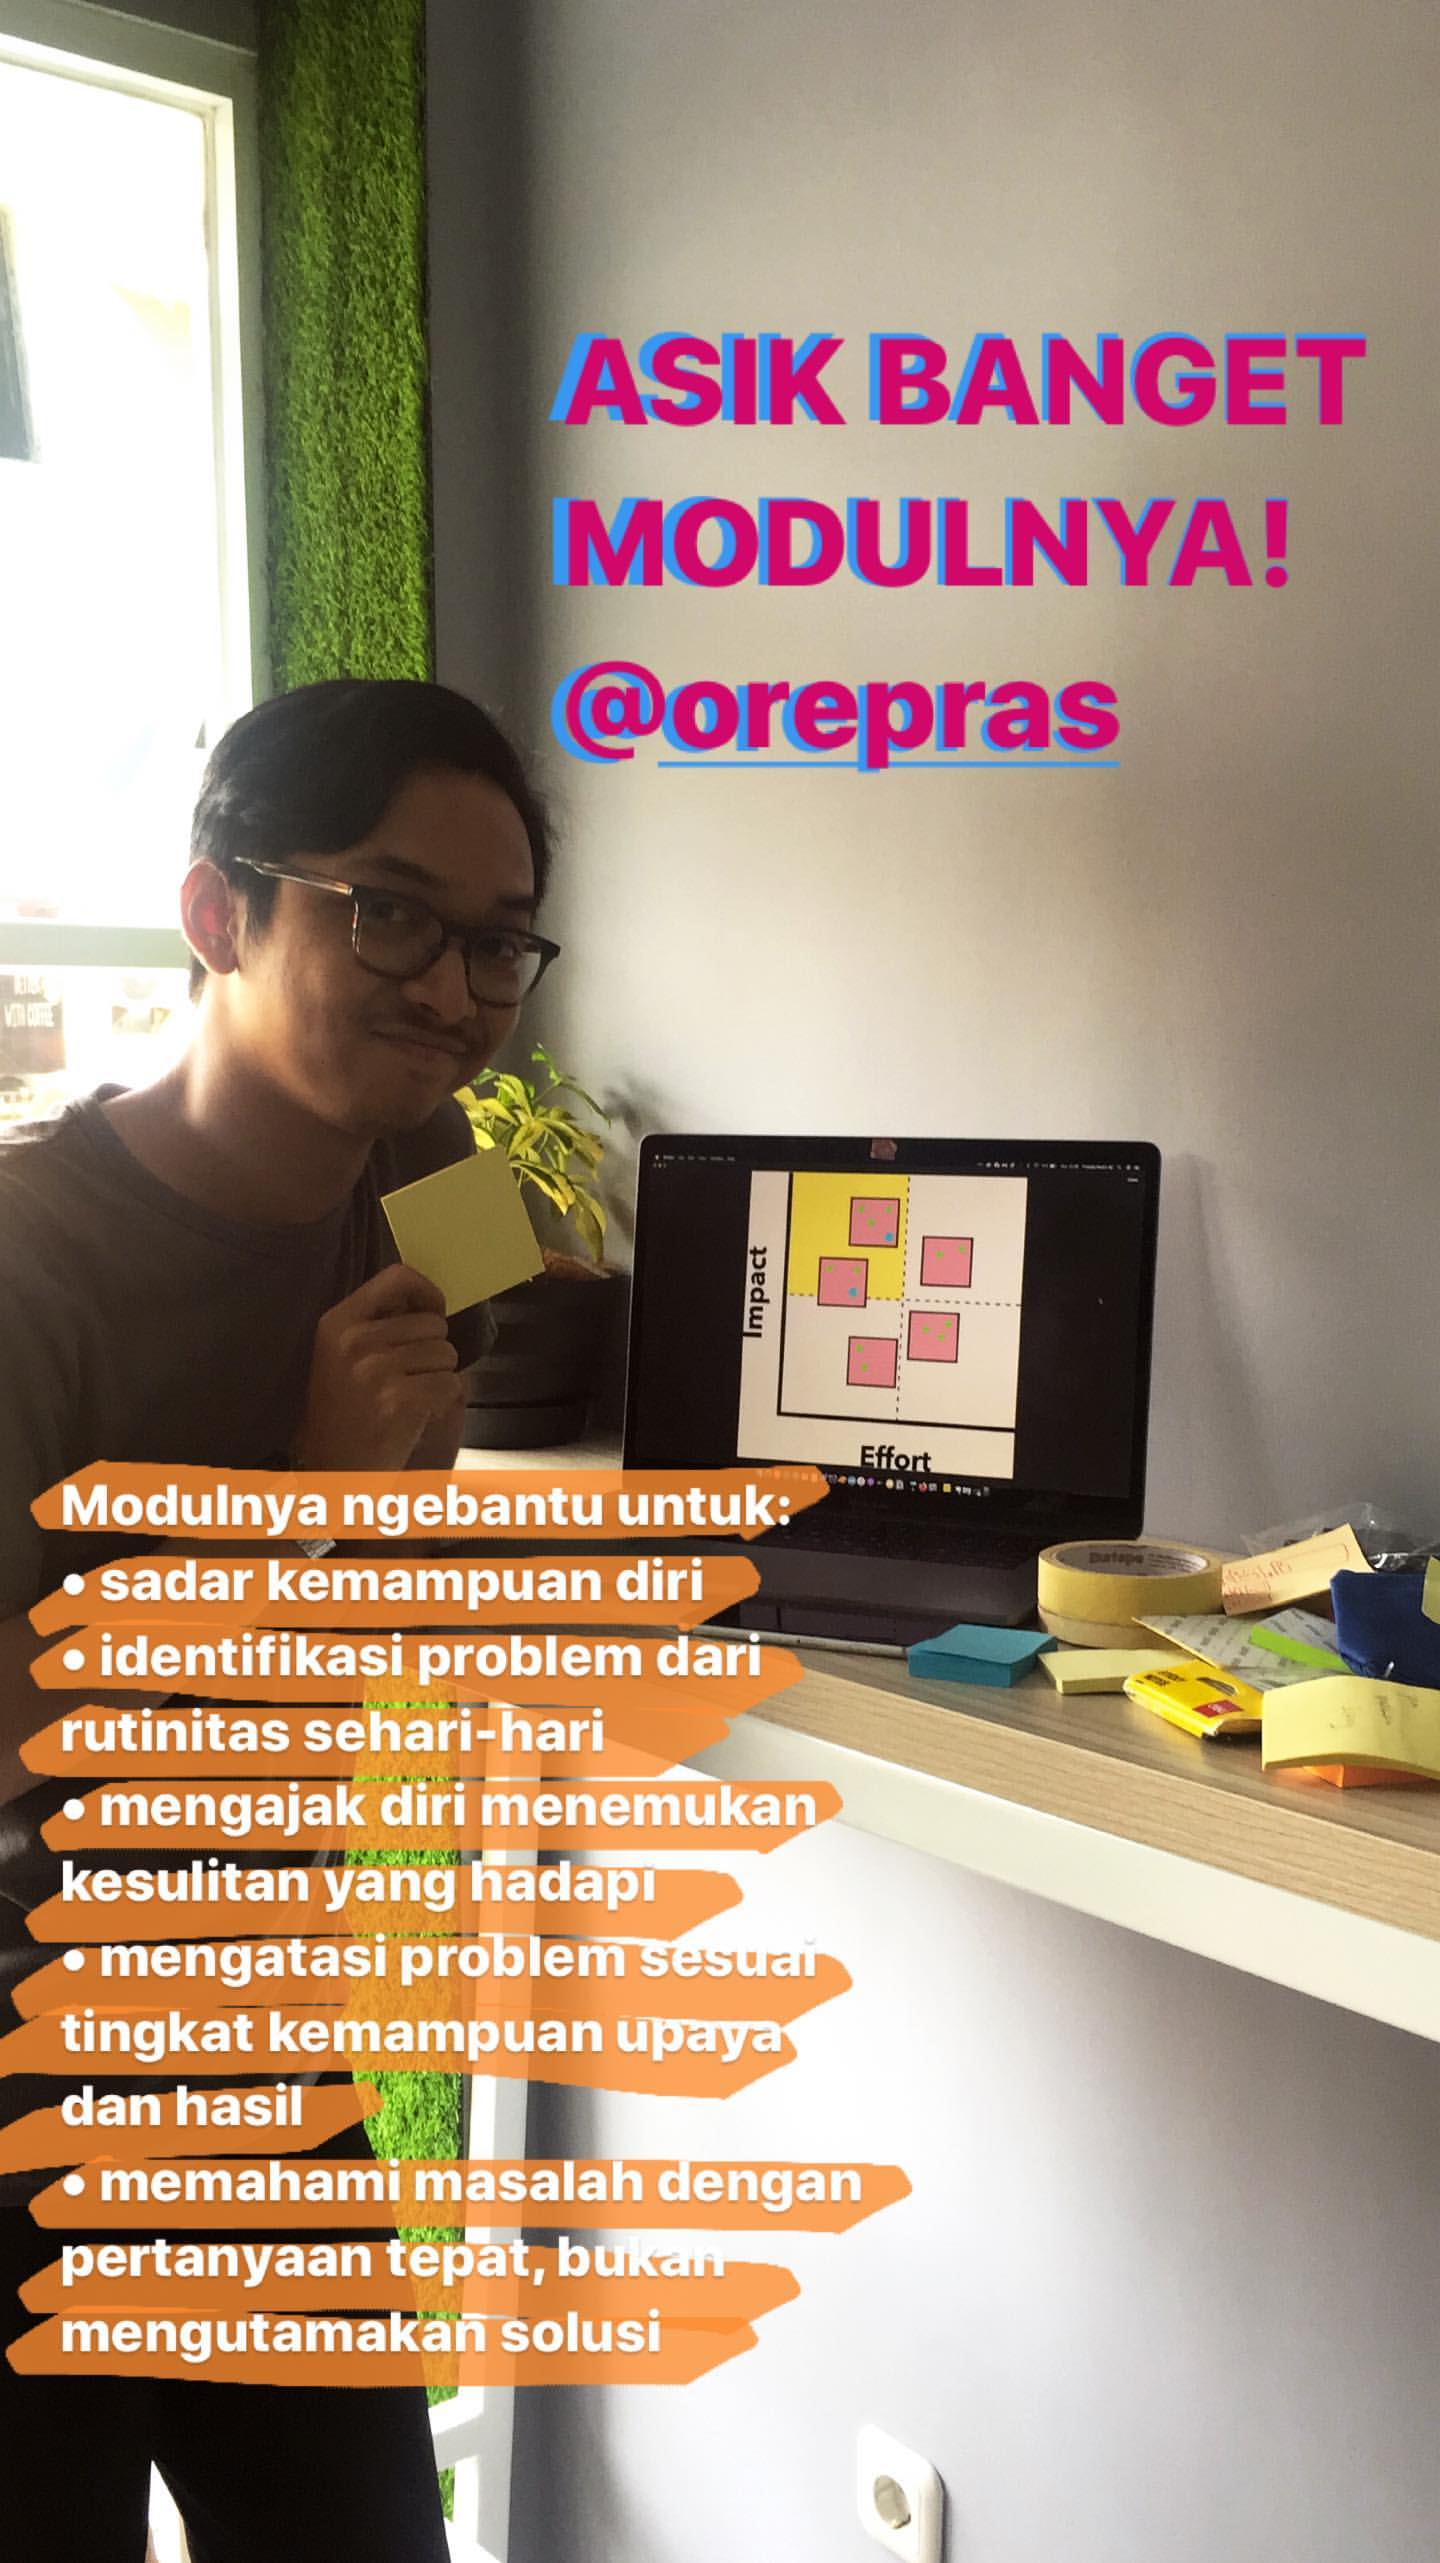 ASIK BANGET
MODULNYA!
@orepras
WITH COFFEE
Impact
Effort
Modulnya ngebantu untuk:
• sadar kemampuan diri
• identifikasi problem dari
rutinitas sehari-hari
• mengajak diri menemukan
kesulitan yang hadapi
• mengatasi problem sesuai
tingkat kemampuan upaya
dan hasil
• memahami masalah dengan
pertanyaan tepat, bukan
mengutamakan solusi